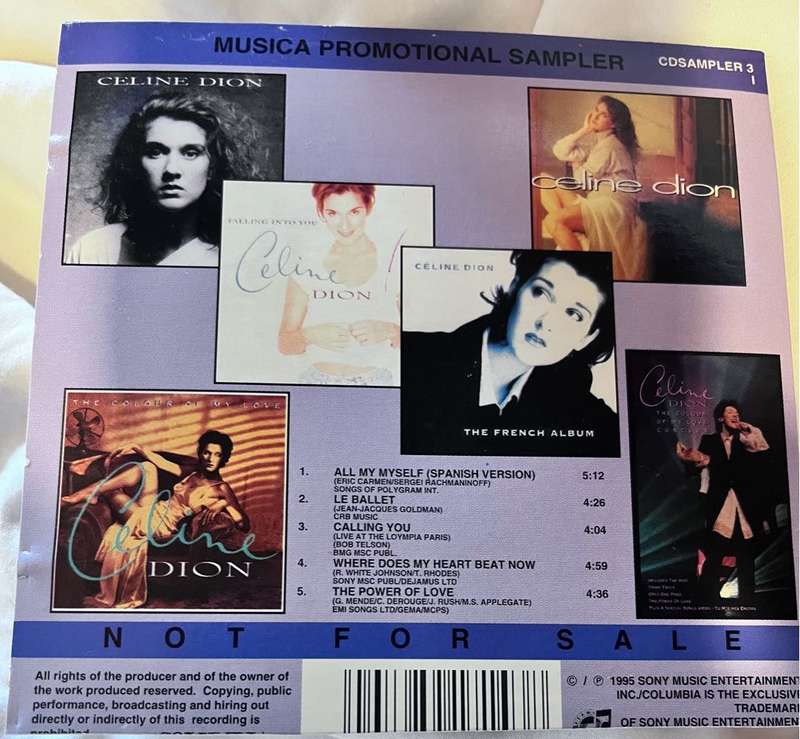 MUSICA PROMOTIONAL SAMPLER
CDSAMPLER 3
I
CELINE DION
celine dion
FALLING INTO YOU
Celine
DION
CÉLINE DION
THE FRENCH ALBUM
THE COLOUR OF MY LOVE
Celine
DION
Celine
DION
THE COLOUR
OF MY LOVE
CONCERT
1. ALL MY MYSELF (SPANISH VERSION) 5:12
(ERIC CARMEN/SERGEI RACHMANINOFF)
SONGS OF POLYGRAM INT.
2. LE BALLET 4:26
(JEAN-JACQUES GOLDMAN)
CRB MUSIC
3. CALLING YOU 4:04
(LIVE AT THE LOYMPIA PARIS)
(BOB TELSON)
BMG MSC PUBL.
4. WHERE DOES MY HEART BEAT NOW 4:59
(R. WHITE JOHNSON/T. RHODES)
SONY MSC PUBL/DEJAMUS LTD
5. THE POWER OF LOVE 4:36
(G. MENDE/C. DEROUGE/J. RUSH/M.S. APPLEGATE)
EMI SONGS LTD/GEMA/MCPS)
NOT FOR SALE
All rights of the producer and of the owner of
the work produced reserved. Copying, public
performance, broadcasting and hiring out
directly or indirectly of this recording is
prohibited
© / ℗ 1995 SONY MUSIC ENTERTAINMENT
INC./COLUMBIA IS THE EXCLUSIVE
TRADEMARK
OF SONY MUSIC ENTERTAINMENT